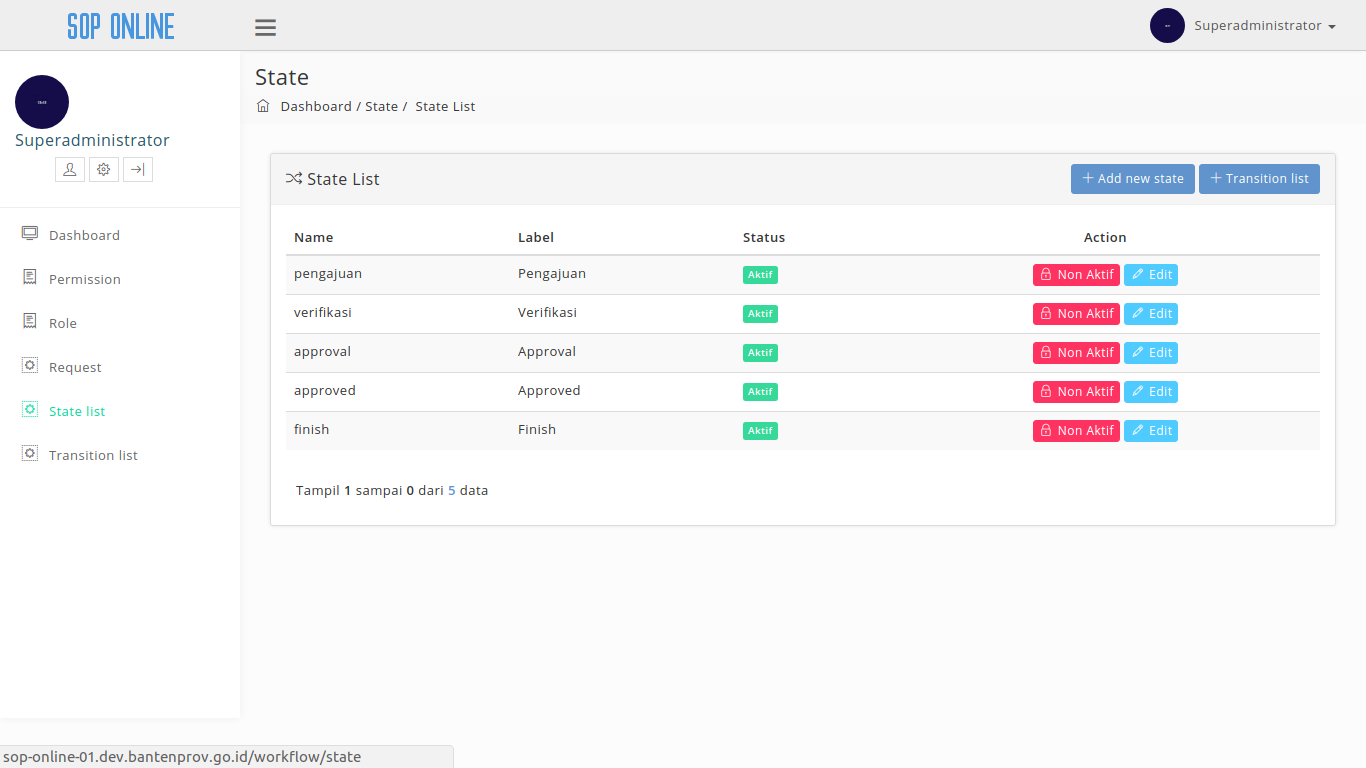 SOP ONLINE
Superadministrator
Superadministrator
Dashboard
Permission
Role
Request
State list
Transition list
State
Dashboard / State / State List
State List
Add new state
Transition list
Name Label Status Action
pengajuan Pengajuan Aktif Non Aktif Edit
verifikasi Verifikasi Aktif Non Aktif Edit
approval Approval Aktif Non Aktif Edit
approved Approved Aktif Non Aktif Edit
finish Finish Aktif Non Aktif Edit
Tampil 1 sampai 0 dari 5 data
sop-online-01.dev.bantenprov.go.id/workflow/state